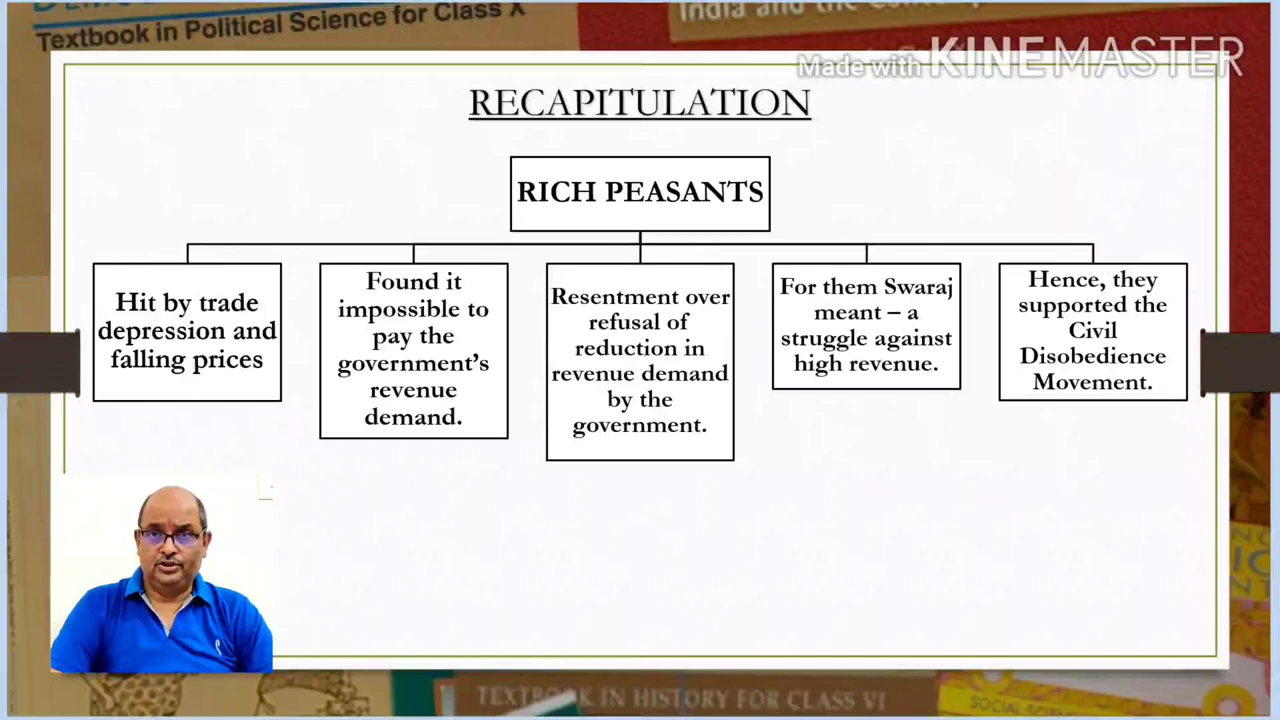 Textbook in Political Science for Class X
India and the
Made with KINEMASTER
RECAPITULATION
RICH PEASANTS
Hit by trade
depression and
falling prices
Found it
impossible to
pay the
government's
revenue
demand.
Resentment over
refusal of
reduction in
revenue demand
by the
government.
For them Swaraj
meant – a
struggle against
high revenue.
Hence, they
supported the
Civil
Disobedience
Movement.
TEXTBOOK IN HISTORY FOR CLASS VI